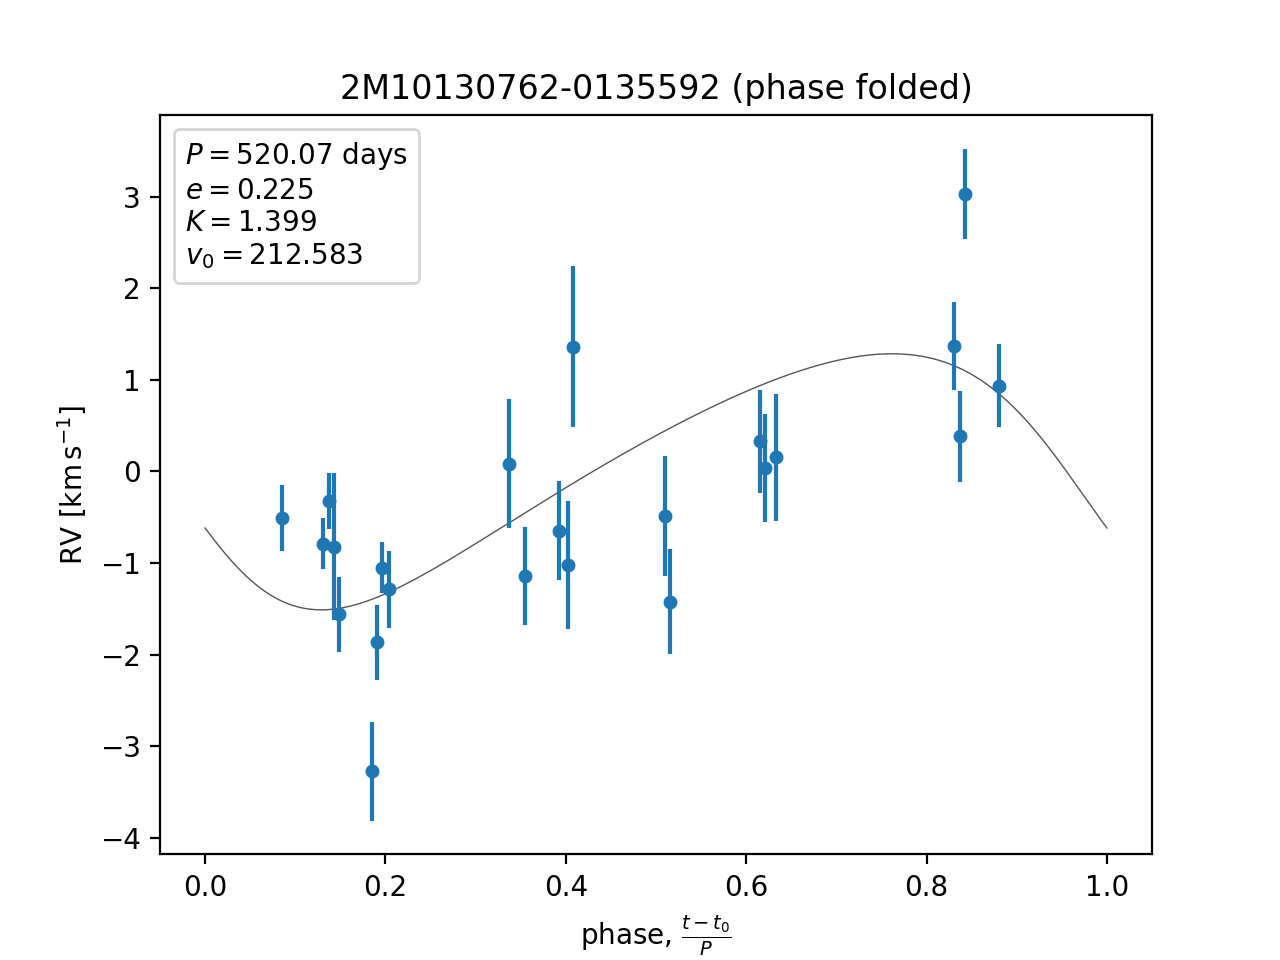 2M10130762-0135592 (phase folded)
P = 520.07 days
e = 0.225
K = 1.399
v₀ = 212.583
3
2
1
0
−1
−2
−3
−4
RV [km s⁻¹]
0.0 0.2 0.4 0.6 0.8 1.0
phase, (t − t₀)/P